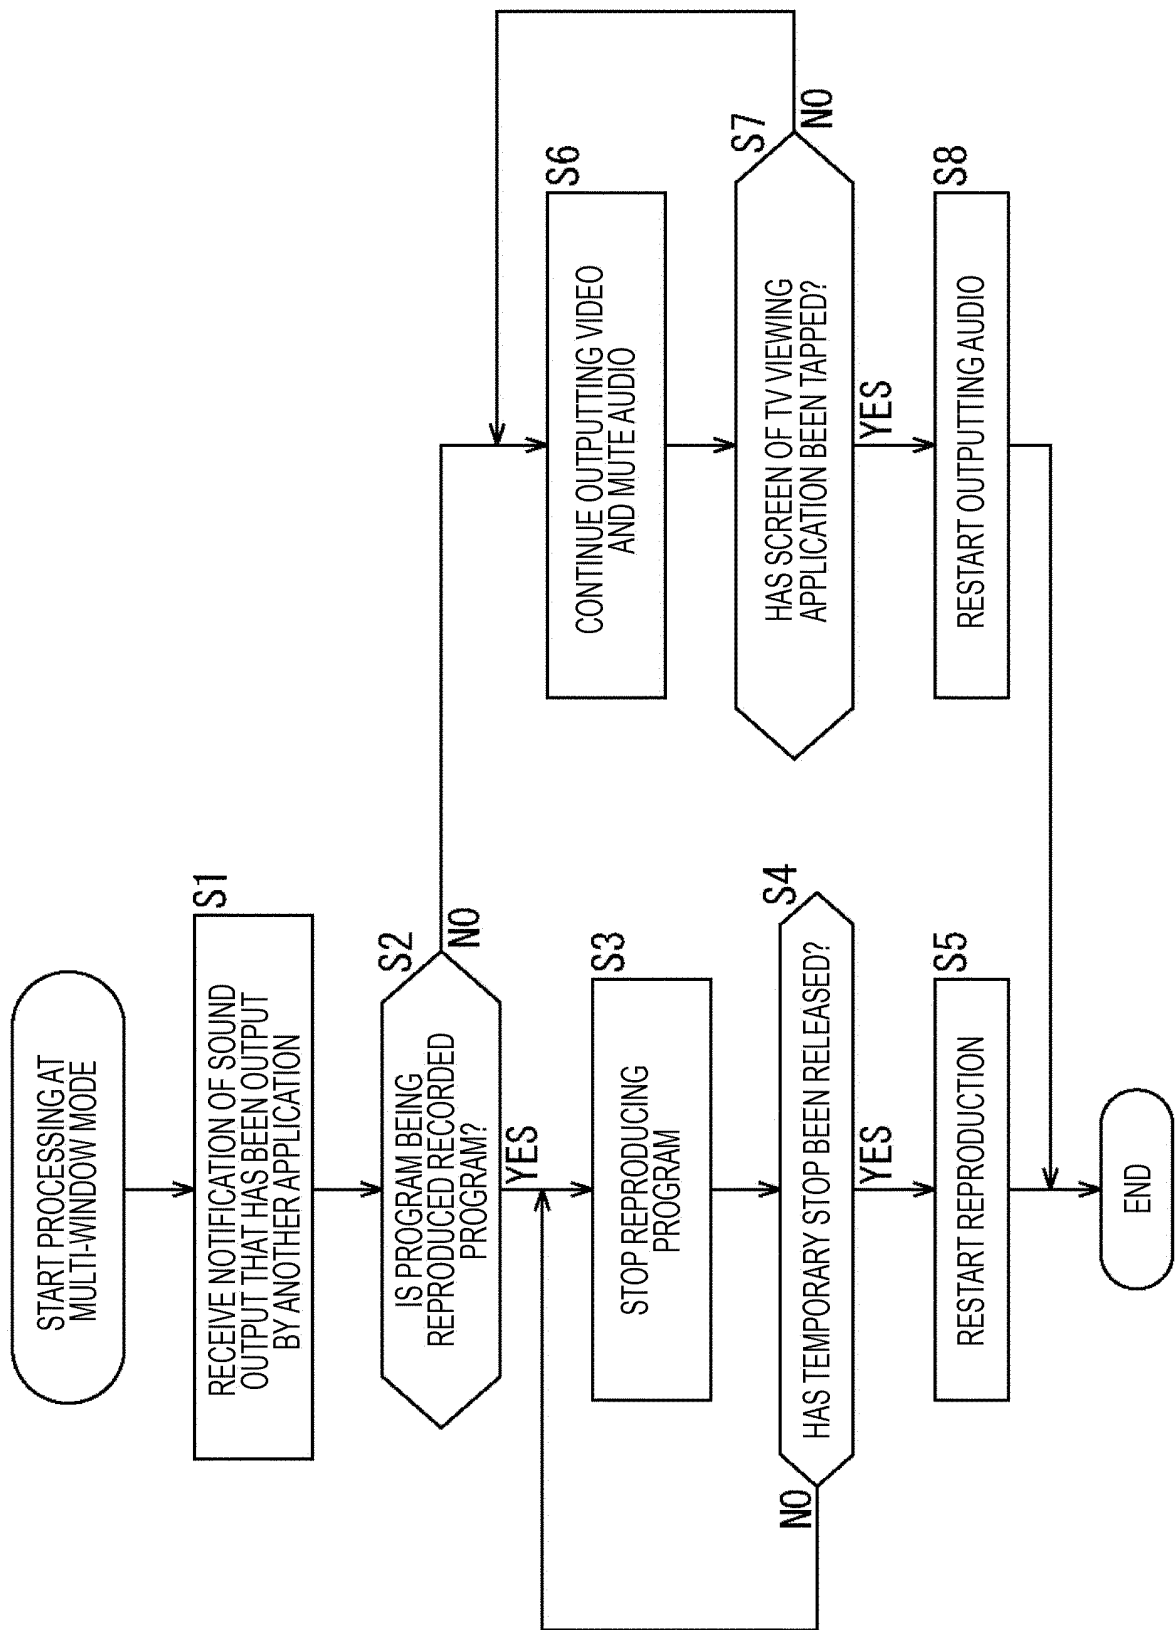 START PROCESSING AT
MULTI-WINDOW MODE
S1
RECEIVE NOTIFICATION OF SOUND
OUTPUT THAT HAS BEEN OUTPUT
BY ANOTHER APPLICATION
S2
IS PROGRAM BEING
REPRODUCED RECORDED
PROGRAM?
NO
YES
S3
STOP REPRODUCING
PROGRAM
S4
HAS TEMPORARY STOP BEEN RELEASED?
NO
YES
S5
RESTART REPRODUCTION
S6
CONTINUE OUTPUTTING VIDEO
AND MUTE AUDIO
S7
HAS SCREEN OF TV VIEWING
APPLICATION BEEN TAPPED?
NO
YES
S8
RESTART OUTPUTTING AUDIO
END